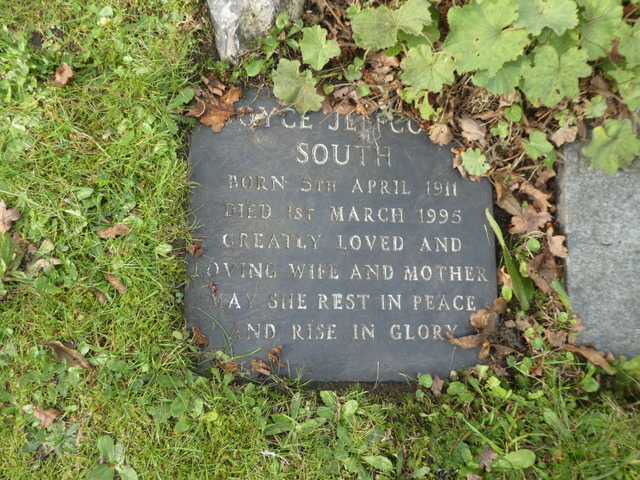 SOUTH
BORN 5TH APRIL 1911
DIED 1ST MARCH 1995
GREATLY LOVED AND
LOVING WIFE AND MOTHER
MAY SHE REST IN PEACE
AND RISE IN GLORY